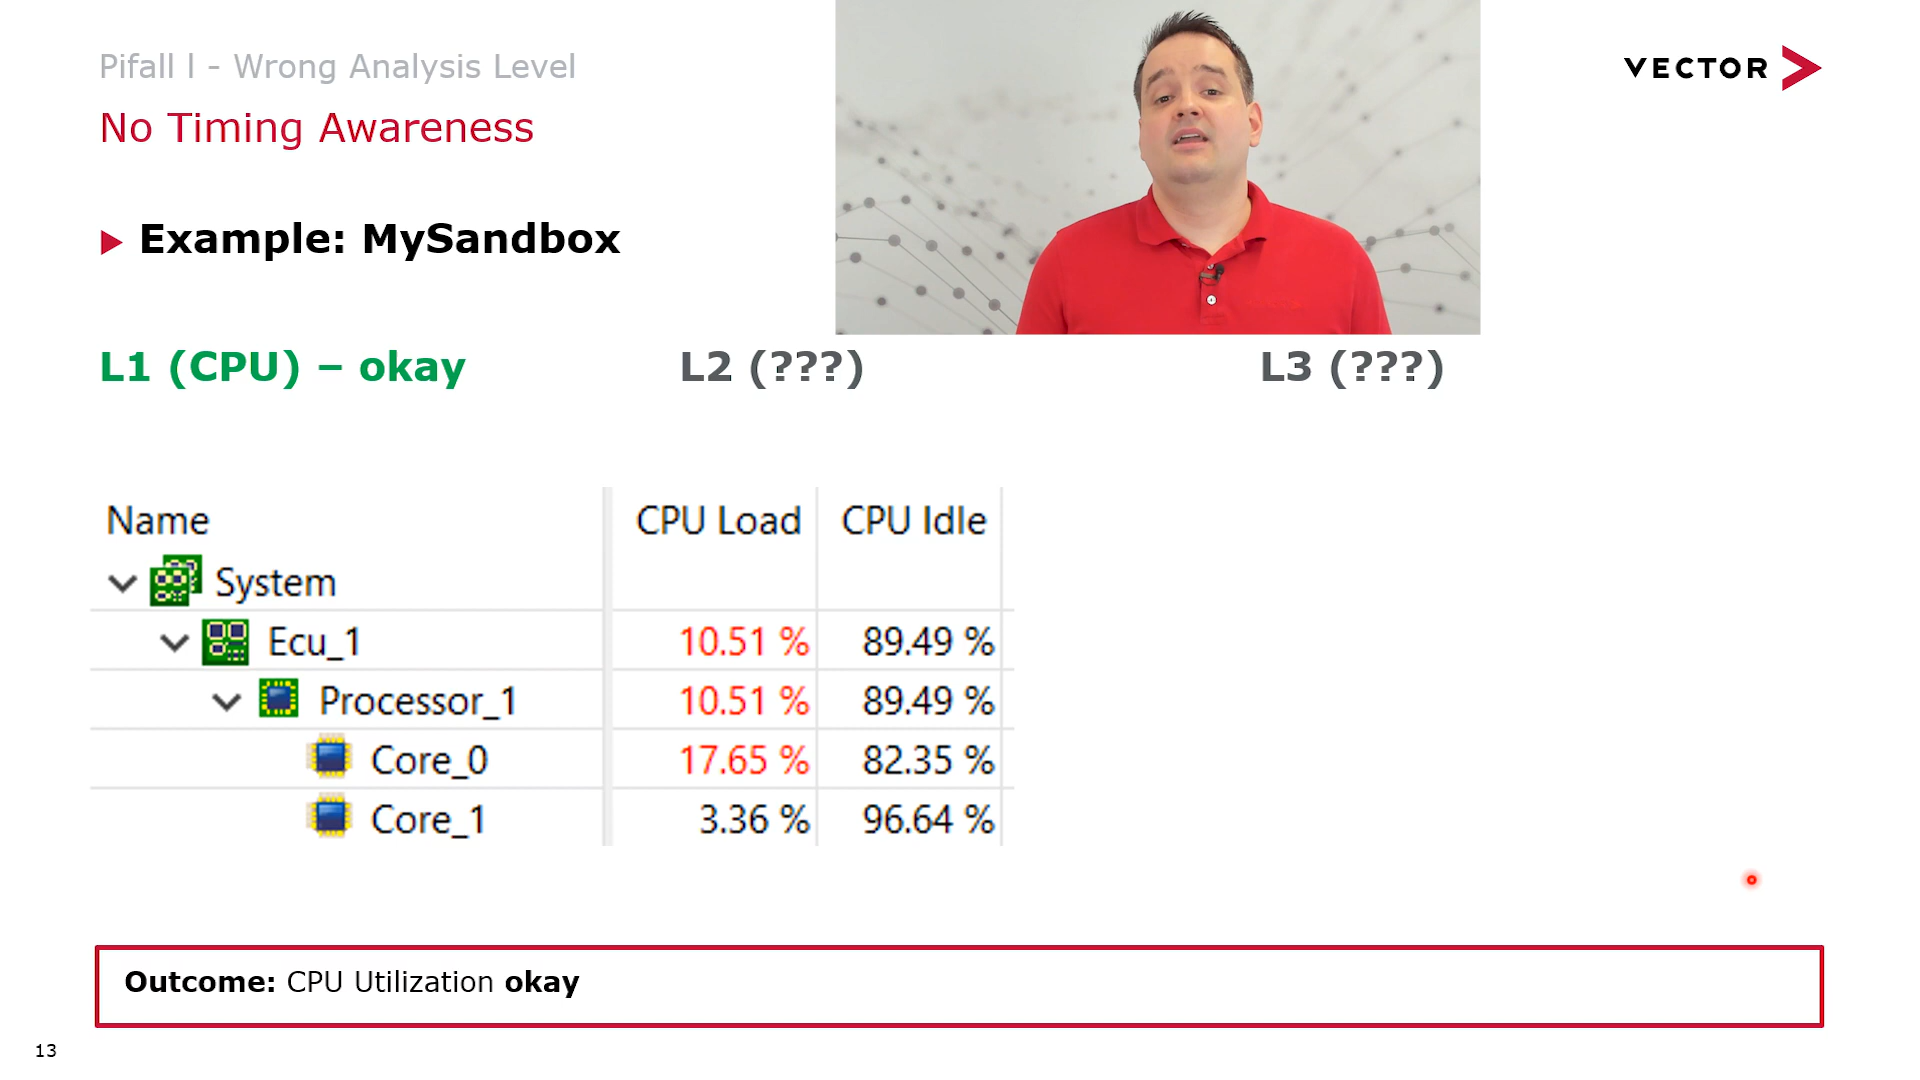 Pifall l - Wrong Analysis Level
No Timing Awareness
VECTOR
Example: MySandbox
L1 (CPU) – okay
L2 (???)
L3 (???)
Name CPU Load CPU Idle
System
Ecu_1 10.51 % 89.49 %
Processor_1 10.51 % 89.49 %
Core_0 17.65 % 82.35 %
Core_1 3.36 % 96.64 %
Outcome: CPU Utilization okay
13